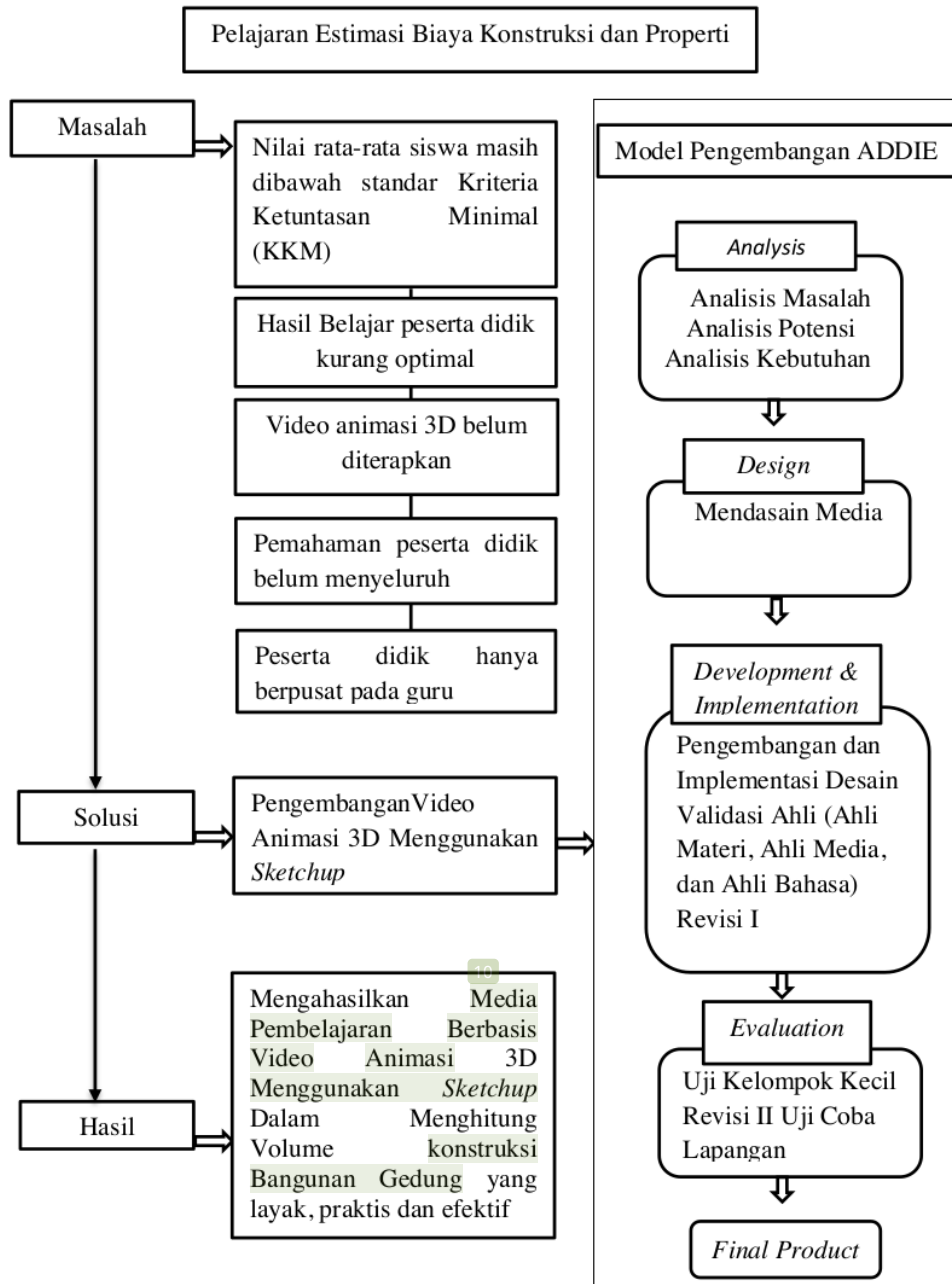 Pelajaran Estimasi Biaya Konstruksi dan Properti
Masalah
Nilai rata-rata siswa masih
dibawah standar Kriteria
Ketuntasan Minimal
(KKM)
Hasil Belajar peserta didik
kurang optimal
Video animasi 3D belum
diterapkan
Pemahaman peserta didik
belum menyeluruh
Peserta didik hanya
berpusat pada guru
Solusi
PengembanganVideo
Animasi 3D Menggunakan
Sketchup
Hasil
10
Mengahasilkan Media
Pembelajaran Berbasis
Video Animasi 3D
Menggunakan Sketchup
Dalam Menghitung
Volume konstruksi
Bangunan Gedung yang
layak, praktis dan efektif
Model Pengembangan ADDIE
Analysis
Analisis Masalah
Analisis Potensi
Analisis Kebutuhan
Design
Mendasain Media
Development &
Implementation
Pengembangan dan
Implementasi Desain
Validasi Ahli (Ahli
Materi, Ahli Media,
dan Ahli Bahasa)
Revisi I
Evaluation
Uji Kelompok Kecil
Revisi II Uji Coba
Lapangan
Final Product